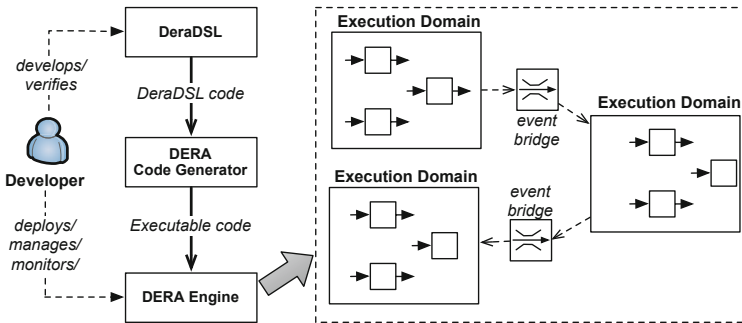 DeraDSL
develops/
verifies
DeraDSL code
Developer
DERA
Code Generator
Executable code
deploys/
manages/
monitors/
DERA Engine
Execution Domain
event
bridge
Execution Domain
Execution Domain
event
bridge